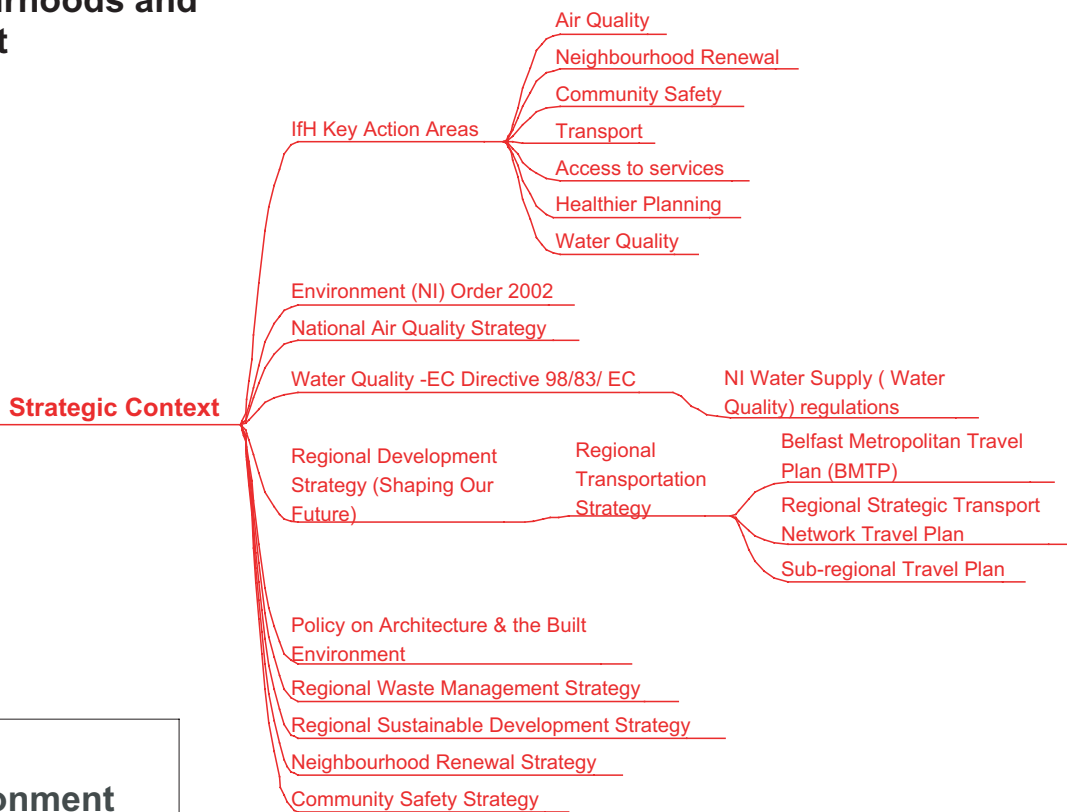 and
IfH Key Action Areas
Air Quality
Neighbourhood Renewal
Community Safety
Transport
Access to services
Healthier Planning
Water Quality
Environment (NI) Order 2002
National Air Quality Strategy
Water Quality -EC Directive 98/83/ EC
NI Water Supply ( Water
Quality) regulations
Strategic Context
Regional Development
Strategy (Shaping Our
Future)
Regional
Transportation
Strategy
Belfast Metropolitan Travel
Plan (BMTP)
Regional Strategic Transport
Network Travel Plan
Sub-regional Travel Plan
Policy on Architecture & the Built
Environment
Regional Waste Management Strategy
Regional Sustainable Development Strategy
Neighbourhood Renewal Strategy
Community Safety Strategy